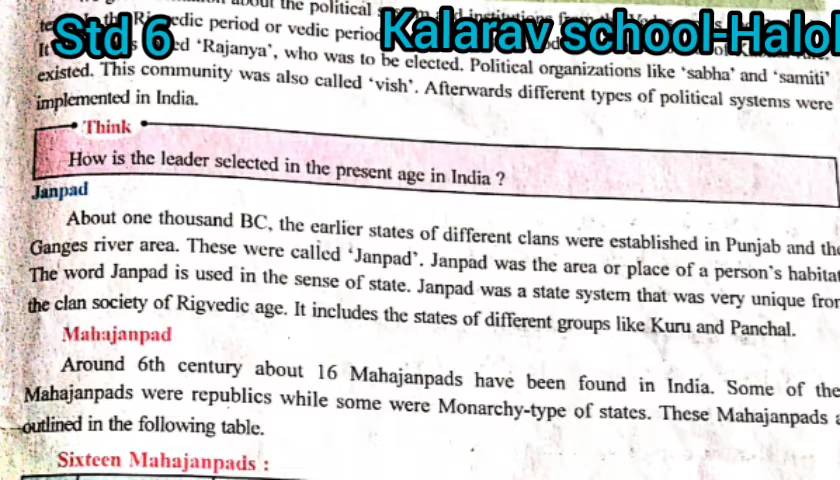 about the political
Std 6
Kalarav school-Halol
edic period or vedic period
It ed 'Rajanya', who was to be elected. Political organizations like 'sabha' and 'samiti'
existed. This community was also called 'vish'. Afterwards different types of political systems were
implemented in India.
Think
How is the leader selected in the present age in India ?
Janpad
About one thousand BC, the earlier states of different clans were established in Punjab and the
Ganges river area. These were called 'Janpad'. Janpad was the area or place of a person's habitat
The word Janpad is used in the sense of state. Janpad was a state system that was very unique from
the clan society of Rigvedic age. It includes the states of different groups like Kuru and Panchal.
Mahajanpad
Around 6th century about 16 Mahajanpads have been found in India. Some of the
Mahajanpads were republics while some were Monarchy-type of states. These Mahajanpads a
outlined in the following table.
Sixteen Mahajanpads :